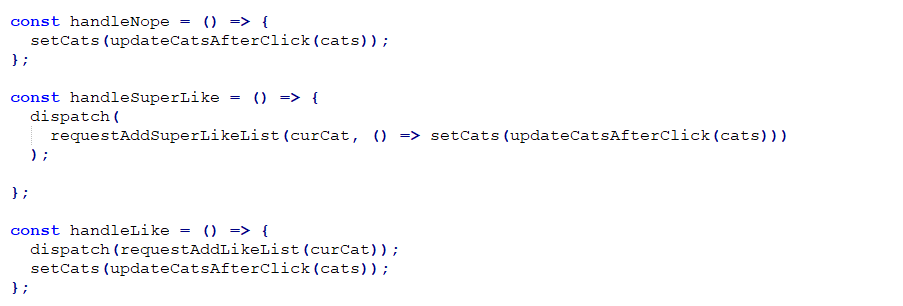 const handleNope = () => {
  setCats(updateCatsAfterClick(cats));
};

const handleSuperLike = () => {
  dispatch(
    requestAddSuperLikeList(curCat, () => setCats(updateCatsAfterClick(cats)))
  );

};

const handleLike = () => {
  dispatch(requestAddLikeList(curCat));
  setCats(updateCatsAfterClick(cats));
};